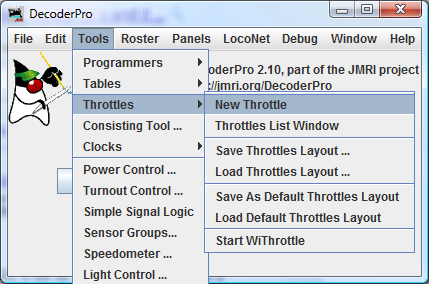 DecoderPro
File Edit Tools Roster Panels LocoNet Debug Window Help
Programmers
Tables
Throttles
Consisting Tool ...
Clocks
Power Control ...
Turnout Control ...
Simple Signal Logic
Sensor Groups...
Speedometer ...
Light Control ...
oderPro 2.10, part of the JMRI project
://jmri.org/DecoderPro
New Throttle
Throttles List Window
Save Throttles Layout ...
Load Throttles Layout ...
Save As Default Throttles Layout
Load Default Throttles Layout
Start WiThrottle